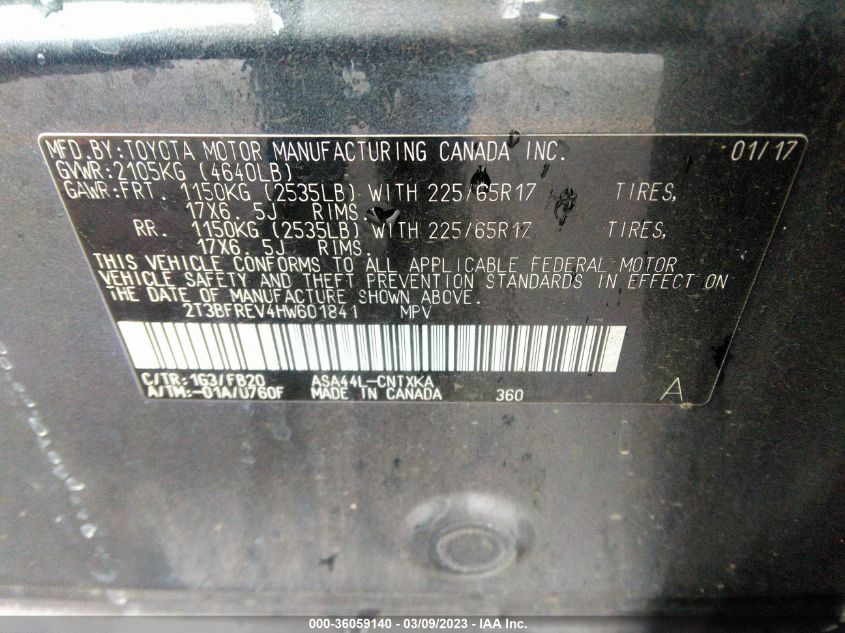 MFD.BY:TOYOTA MOTOR MANUFACTURING CANADA INC. 01/17
GVWR:2105KG (4640LB)
GAWR:FRT. 1150KG (2535LB) WITH 225/65R17 TIRES,
17X6.5J RIMS.
RR. 1150KG (2535LB) WITH 225/65R17 TIRES,
17X6.5J RIMS.
THIS VEHICLE CONFORMS TO ALL APPLICABLE FEDERAL MOTOR
VEHICLE SAFETY AND THEFT PREVENTION STANDARDS IN EFFECT ON
THE DATE OF MANUFACTURE SHOWN ABOVE.
2T3BFREV4HW601841 MPV
C/TR:1G3/FB20 ASA44L-CNTXKA
A/TM:-01A/U760F MADE IN CANADA 360 A
000-36059140 - 03/09/2023 - IAA Inc.